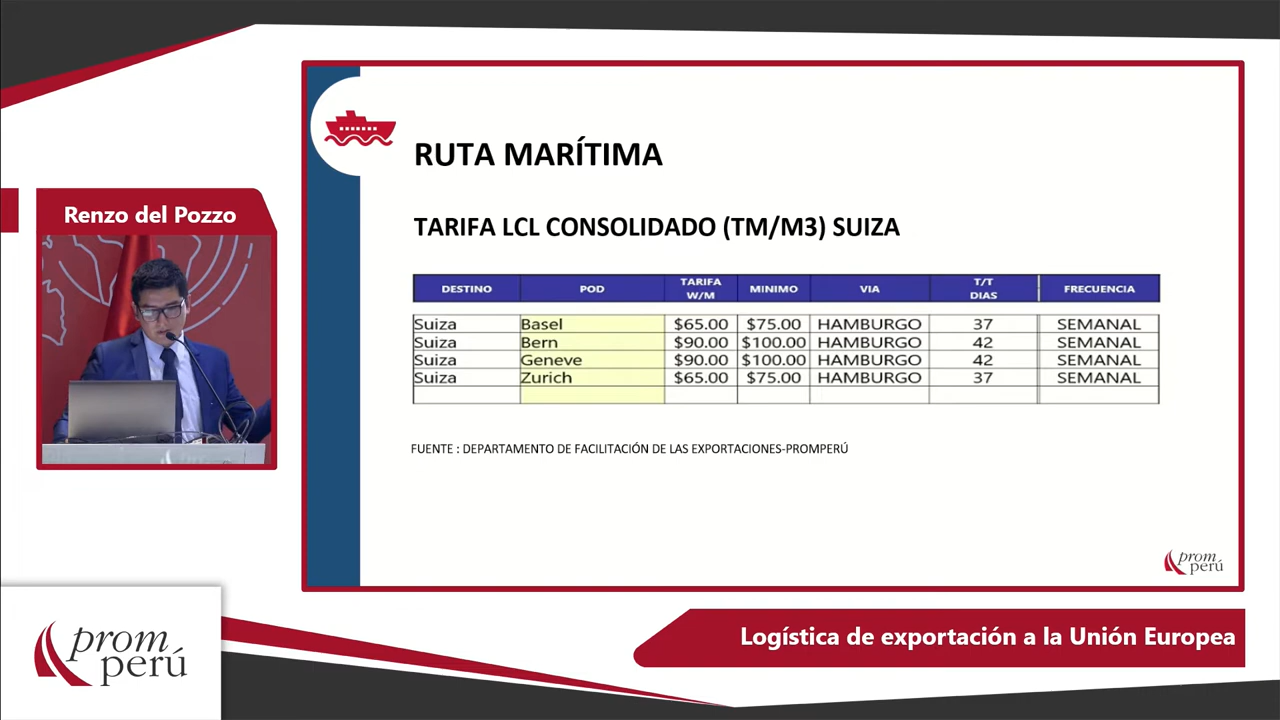 Renzo del Pozzo
RUTA MARÍTIMA
TARIFA LCL CONSOLIDADO (TM/M3) SUIZA
DESTINO POD TARIFA W/M MINIMO VIA T/T DIAS FRECUENCIA
Suiza Basel $65.00 $75.00 HAMBURGO 37 SEMANAL
Suiza Bern $90.00 $100.00 HAMBURGO 42 SEMANAL
Suiza Geneve $90.00 $100.00 HAMBURGO 42 SEMANAL
Suiza Zurich $65.00 $75.00 HAMBURGO 37 SEMANAL
FUENTE : DEPARTAMENTO DE FACILITACIÓN DE LAS EXPORTACIONES-PROMPERÚ
prom
perú
Logística de exportación a la Unión Europea
prom
perú